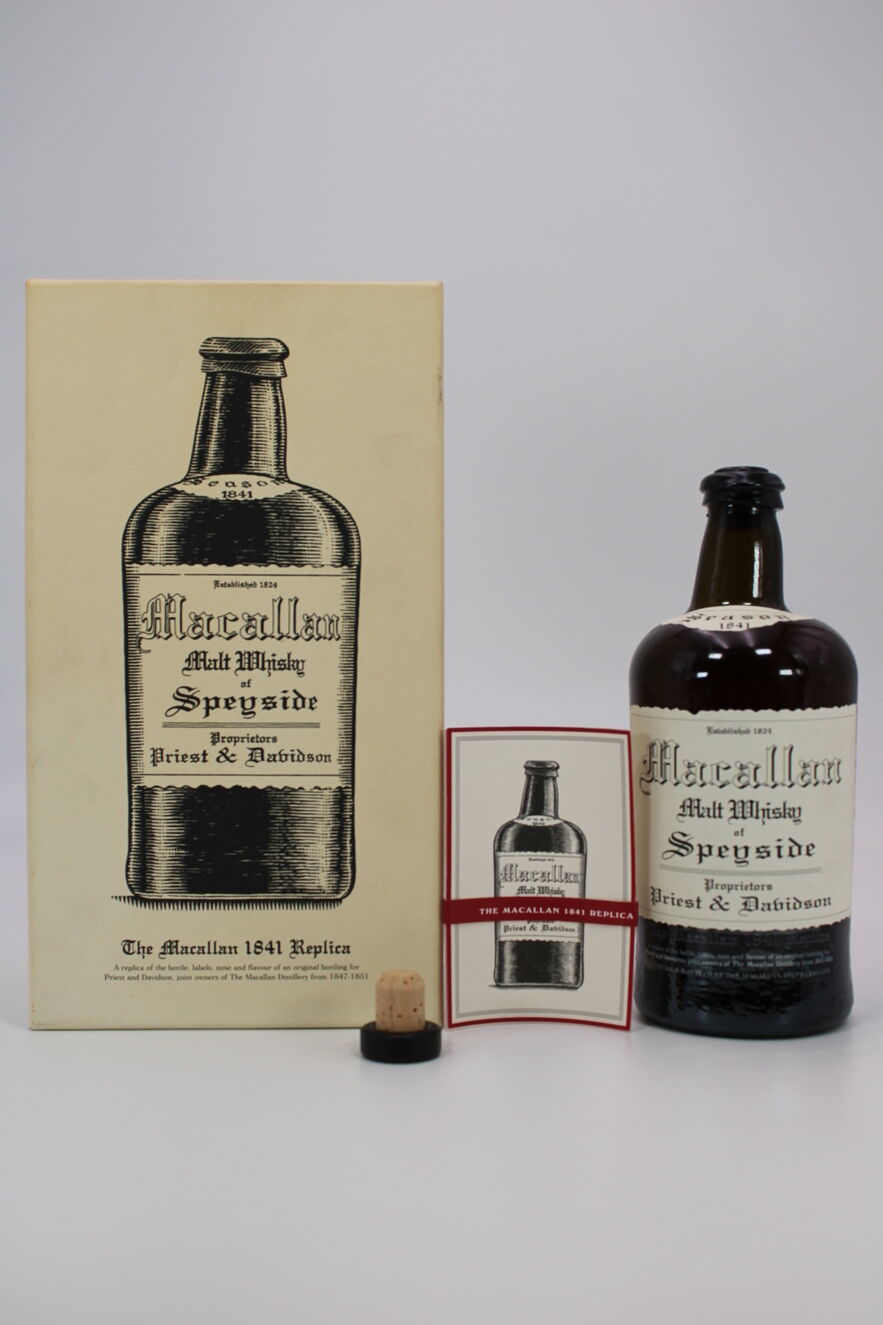 Season
1841
Established 1824
Macallan
Malt Whisky
of
Speyside
Proprietors
Priest & Davidson
The Macallan 1841 Replica
A replica of the bottle, labels, nose and flavour of an original bottling for
Priest and Davidson, joint owners of The Macallan Distillery from 1847-1851
Macallan
Malt Whisky
THE MACALLAN 1841 REPLICA
Priest & Davidson
Season
1841
Established 1824
Macallan
Malt Whisky
of
Speyside
Proprietors
Priest & Davidson